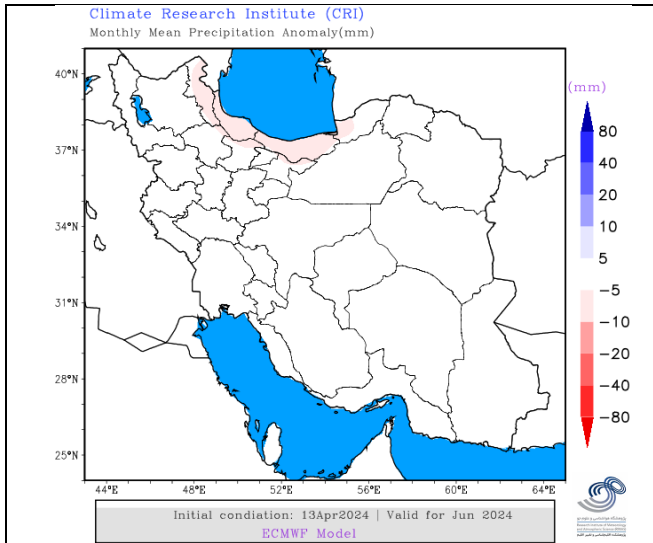 Climate Research Institute (CRI)
Monthly Mean Precipitation Anomaly(mm)
(mm)
40°N
37°N
34°N
31°N
28°N
25°N
80
40
20
10
5
−5
−10
−20
−40
−80
44°E
48°E
52°E
56°E
60°E
64°E
Initial condiation: 13Apr2024 | Valid for Jun 2024
ECMWF Model